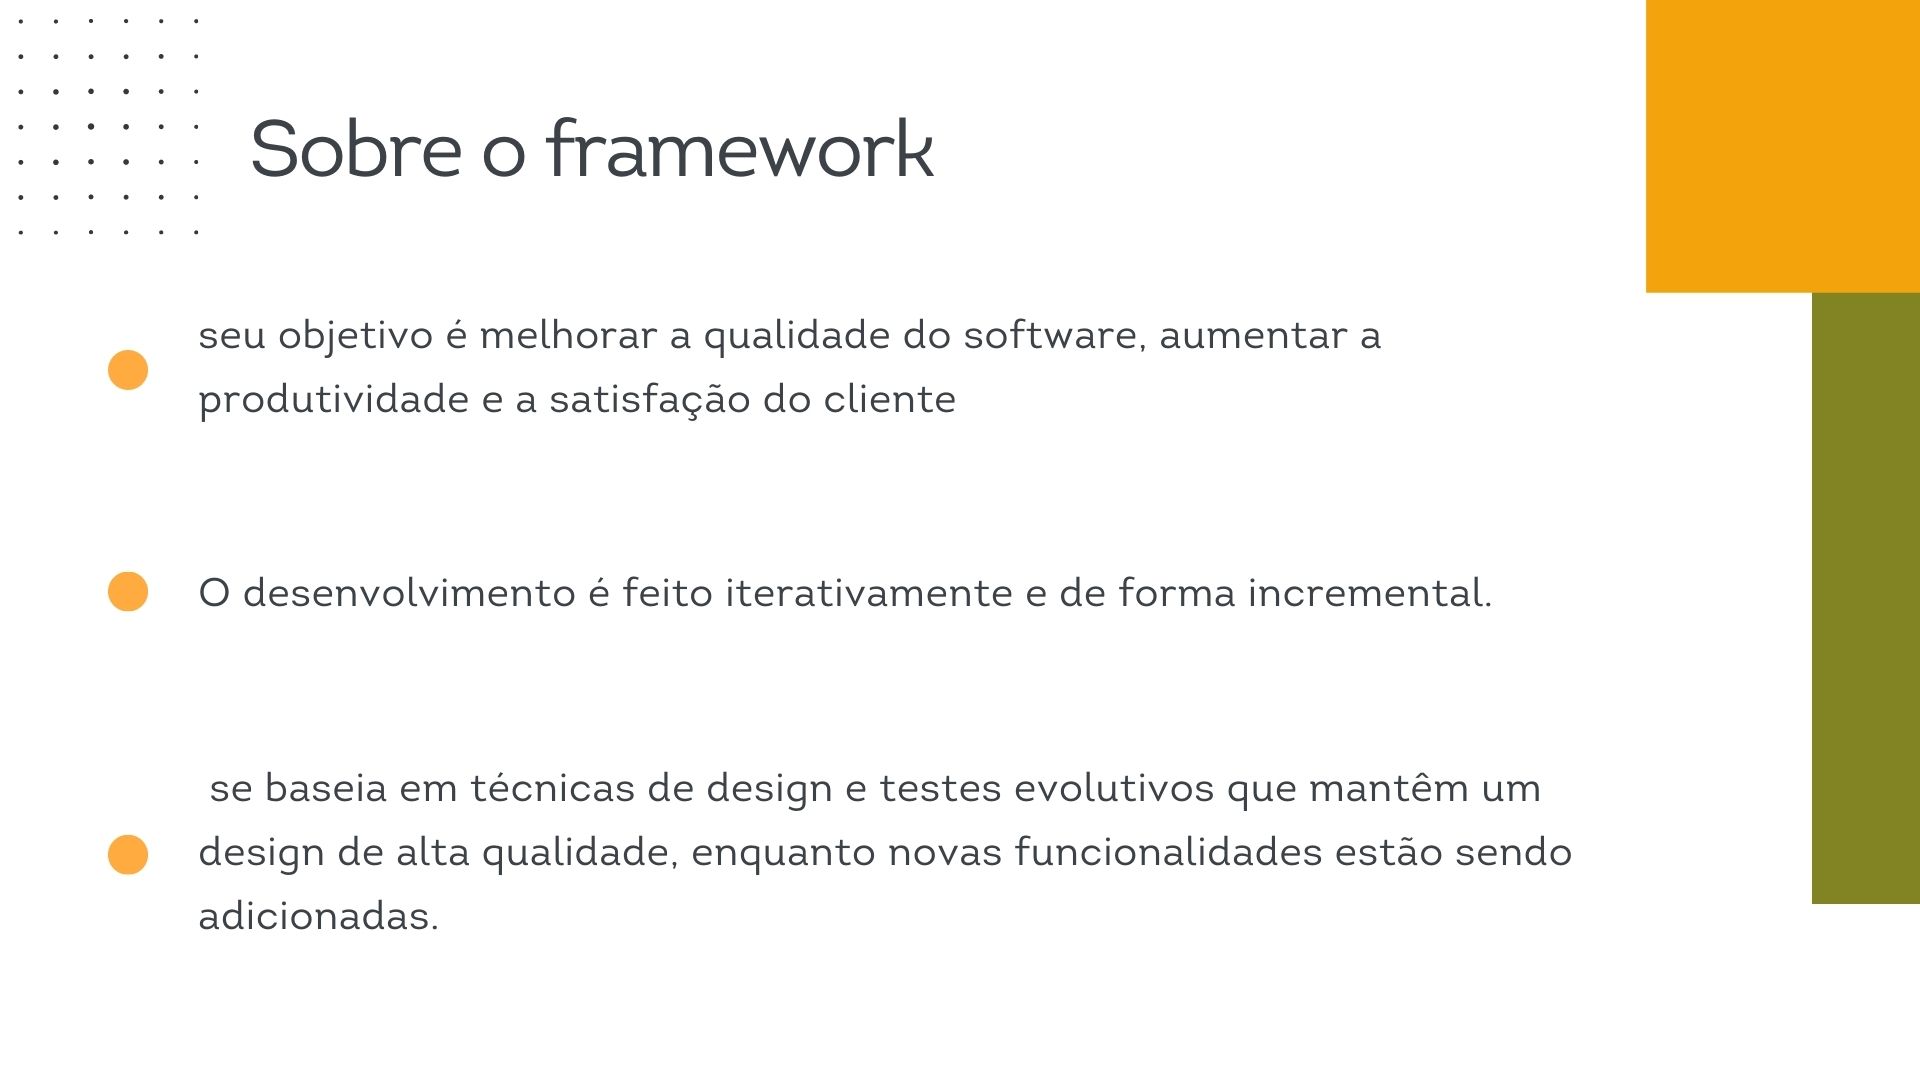 Sobre o framework
seu objetivo é melhorar a qualidade do software, aumentar a
produtividade e a satisfação do cliente
O desenvolvimento é feito iterativamente e de forma incremental.
se baseia em técnicas de design e testes evolutivos que mantêm um
design de alta qualidade, enquanto novas funcionalidades estão sendo
adicionadas.